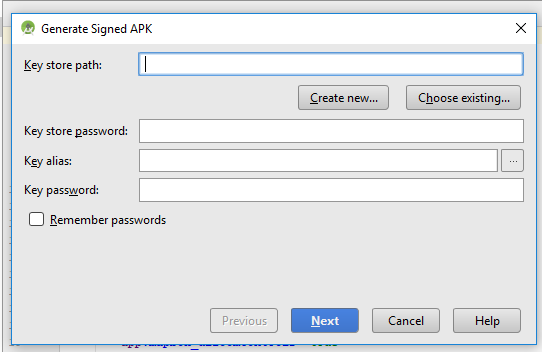 Generate Signed APK
Key store path:
Create new... Choose existing...
Key store password:
Key alias: ...
Key password:
Remember passwords
Previous Next Cancel Help